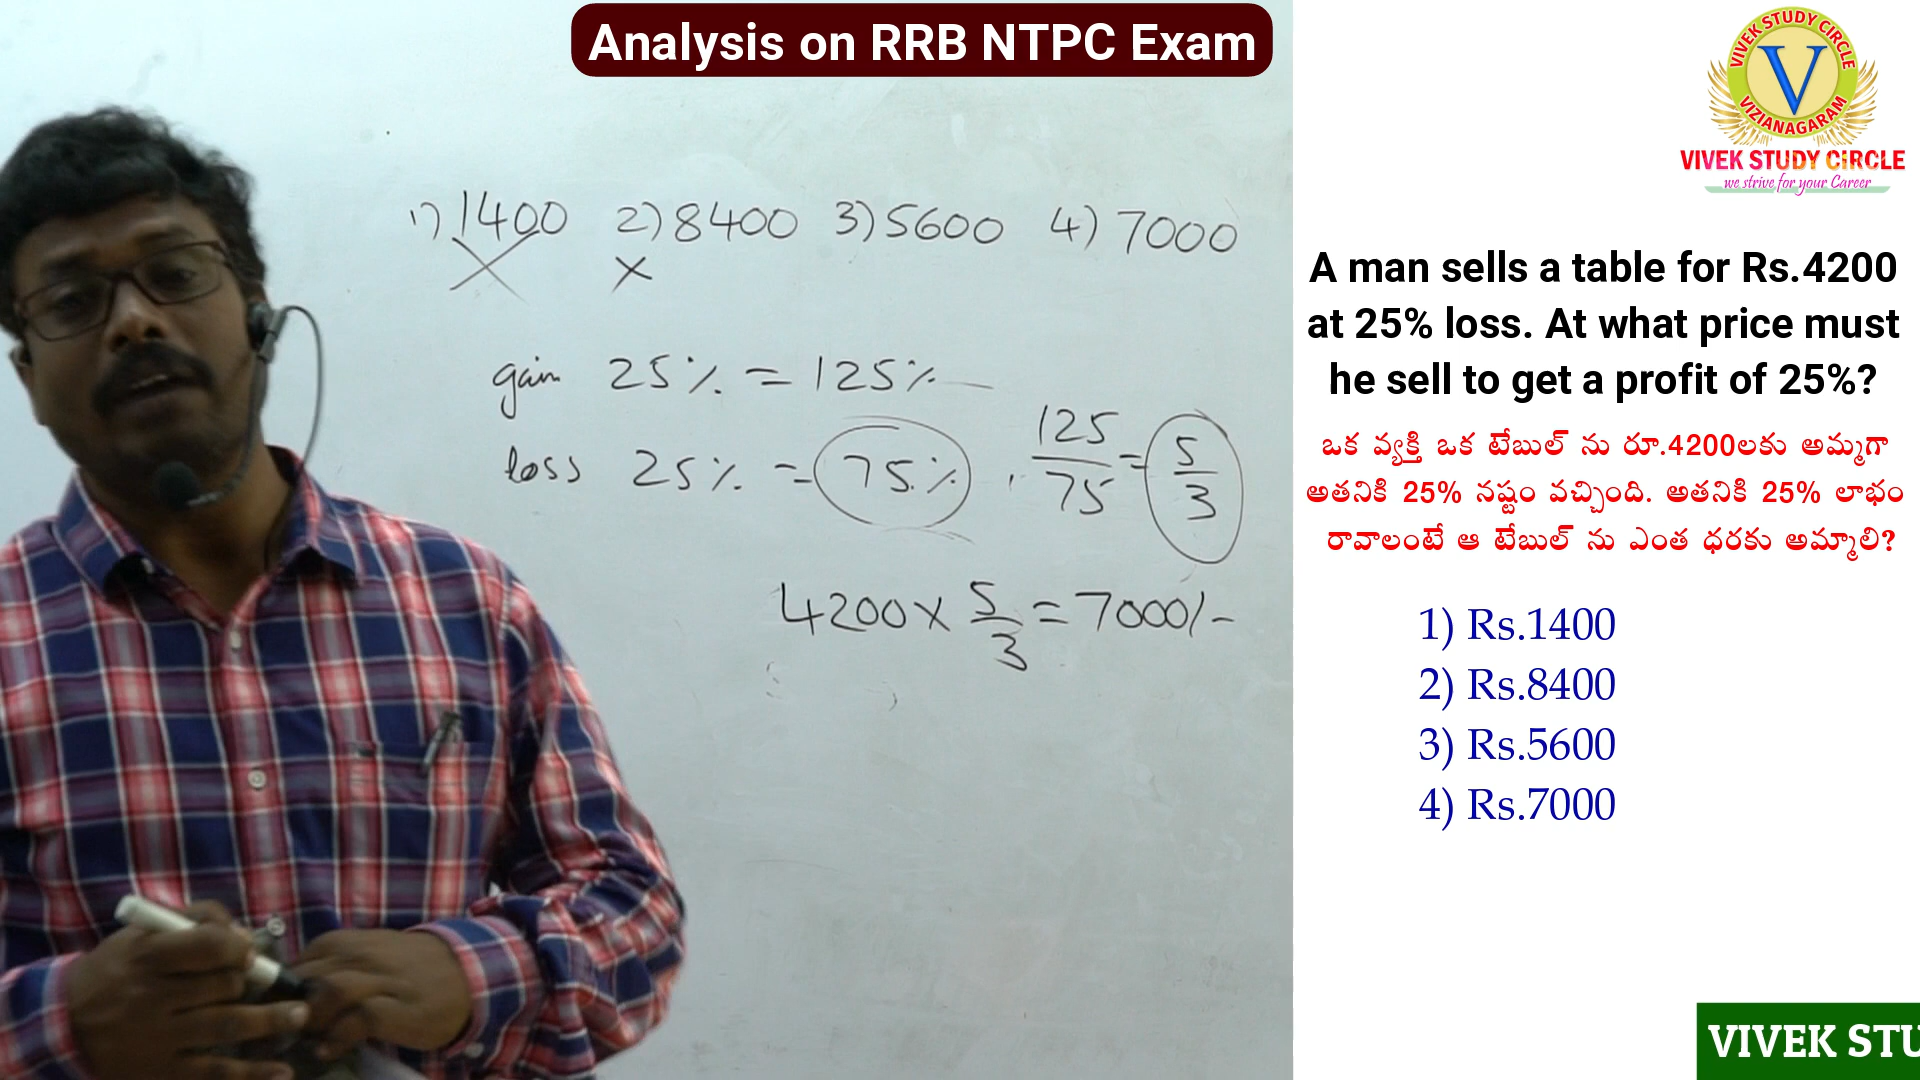 Analysis on RRB NTPC Exam
VIVEK STUDY CIRCLE
V
VIZIANAGARAM
VIVEK STUDY CIRCLE
we strive for your Career
1) 1400 2) 8400 3) 5600 4) 7000
gain 25% = 125%
loss 25% = 75%
125/75 = 5/3
4200 x 5/3 = 7000/-
A man sells a table for Rs.4200
at 25% loss. At what price must
he sell to get a profit of 25%?
ఒక వ్యక్తి ఒక టేబుల్ ను రూ.4200లకు అమ్మగా
అతనికి 25% నష్టం వచ్చింది. అతనికి 25% లాభం
రావాలంటే ఆ టేబుల్ ను ఎంత ధరకు అమ్మాలి?
1) Rs.1400
2) Rs.8400
3) Rs.5600
4) Rs.7000
VIVEK STU